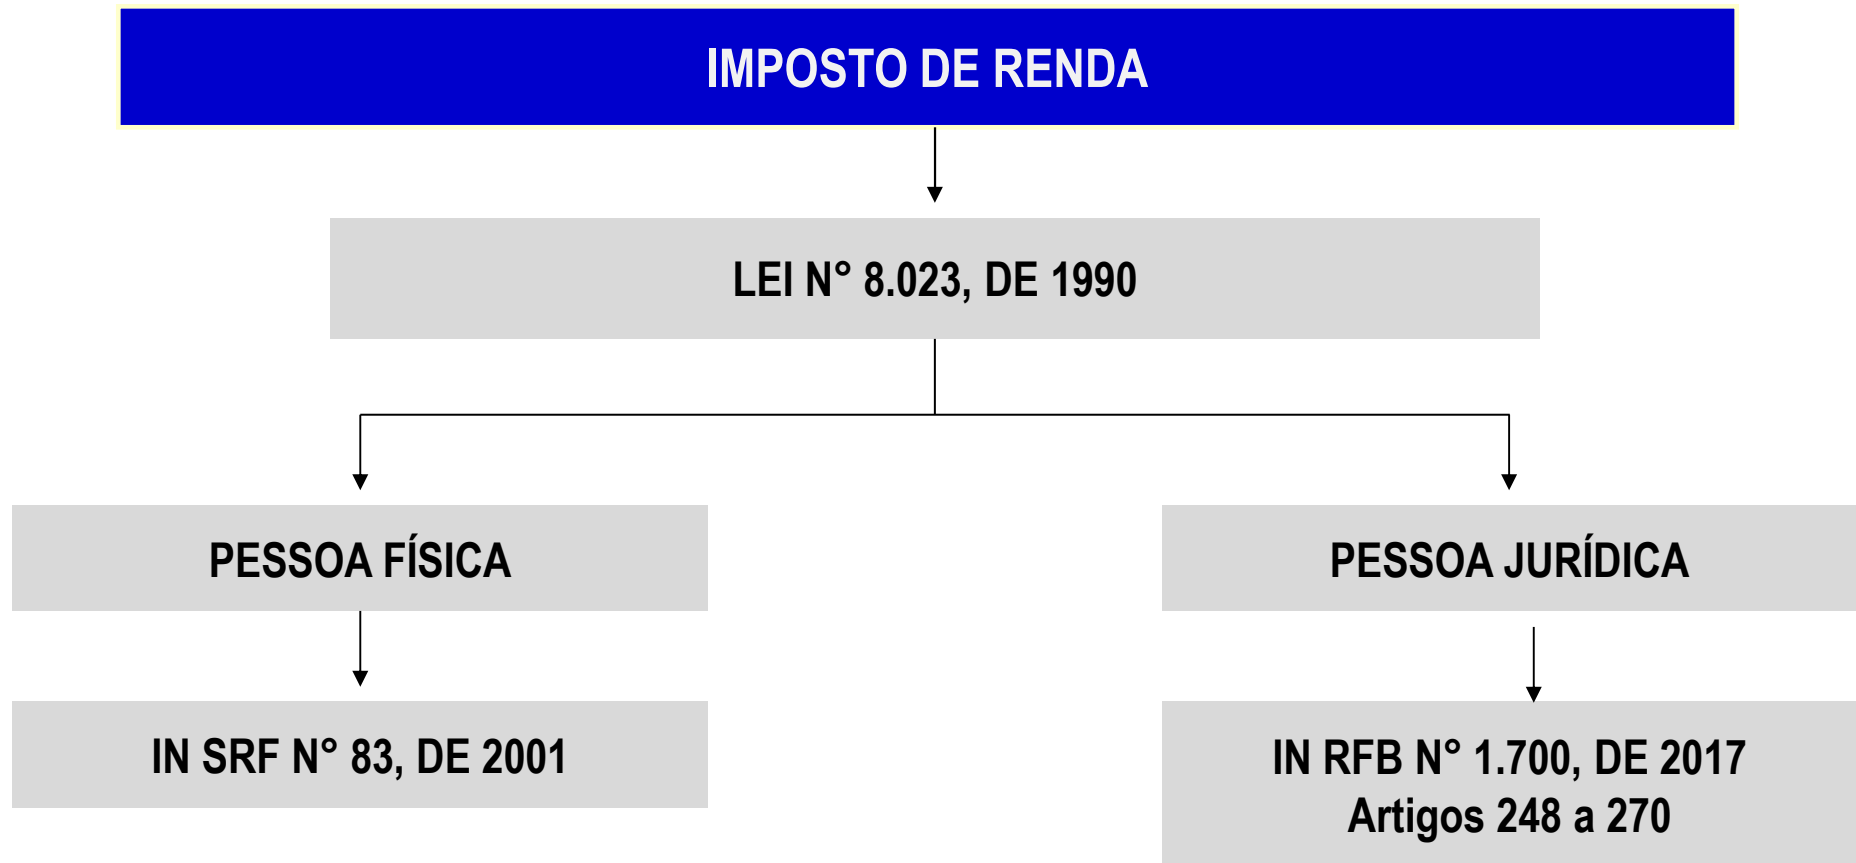 IMPOSTO DE RENDA
LEI N° 8.023, DE 1990
PESSOA FÍSICA
PESSOA JURÍDICA
IN SRF N° 83, DE 2001
IN RFB N° 1.700, DE 2017
Artigos 248 a 270